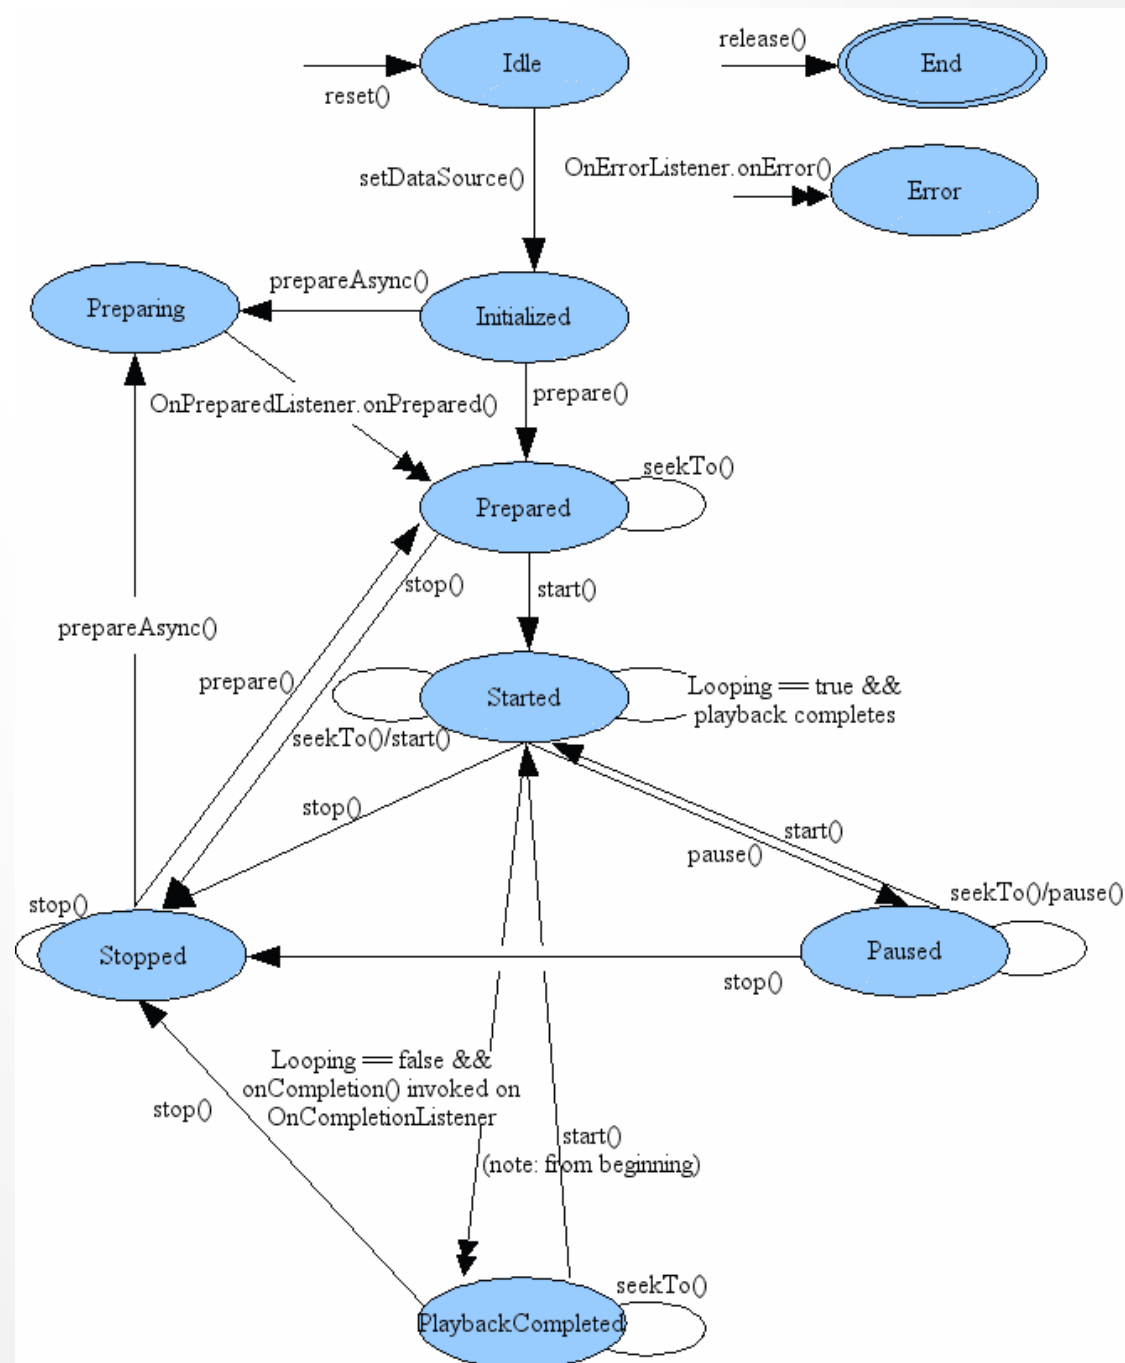 Idle
release()
End
reset()
setDataSource()
OnErrorListener.onError()
Error
prepareAsync()
Preparing
Initialized
prepare()
OnPreparedListener.onPrepared()
seekTo()
Prepared
stop()
start()
prepareAsync()
prepare()
Started
Looping == true &&
playback completes
seekTo()/start()
stop()
start()
pause()
seekTo()/pause()
stop()
Stopped
Paused
stop()
Looping == false &&
onCompletion() invoked on
OnCompletionListener
stop()
start()
(note: from beginning)
seekTo()
PlaybackCompleted